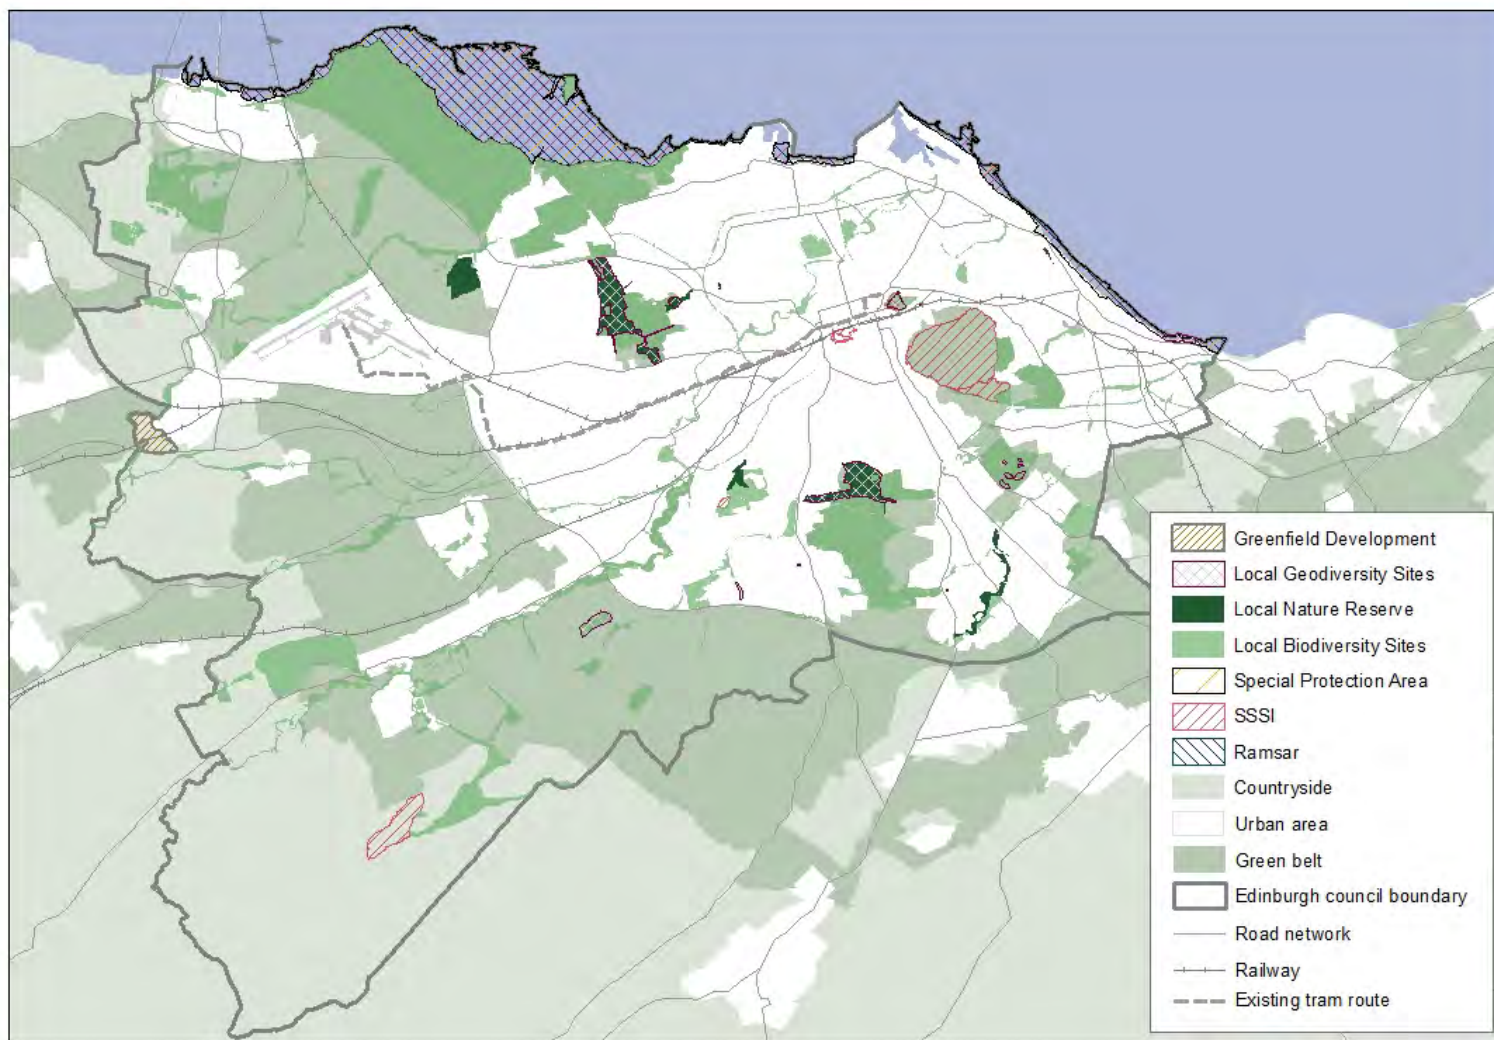 Greenfield Development
Local Geodiversity Sites
Local Nature Reserve
Local Biodiversity Sites
Special Protection Area
SSSI
Ramsar
Countryside
Urban area
Green belt
Edinburgh council boundary
Road network
Railway
Existing tram route